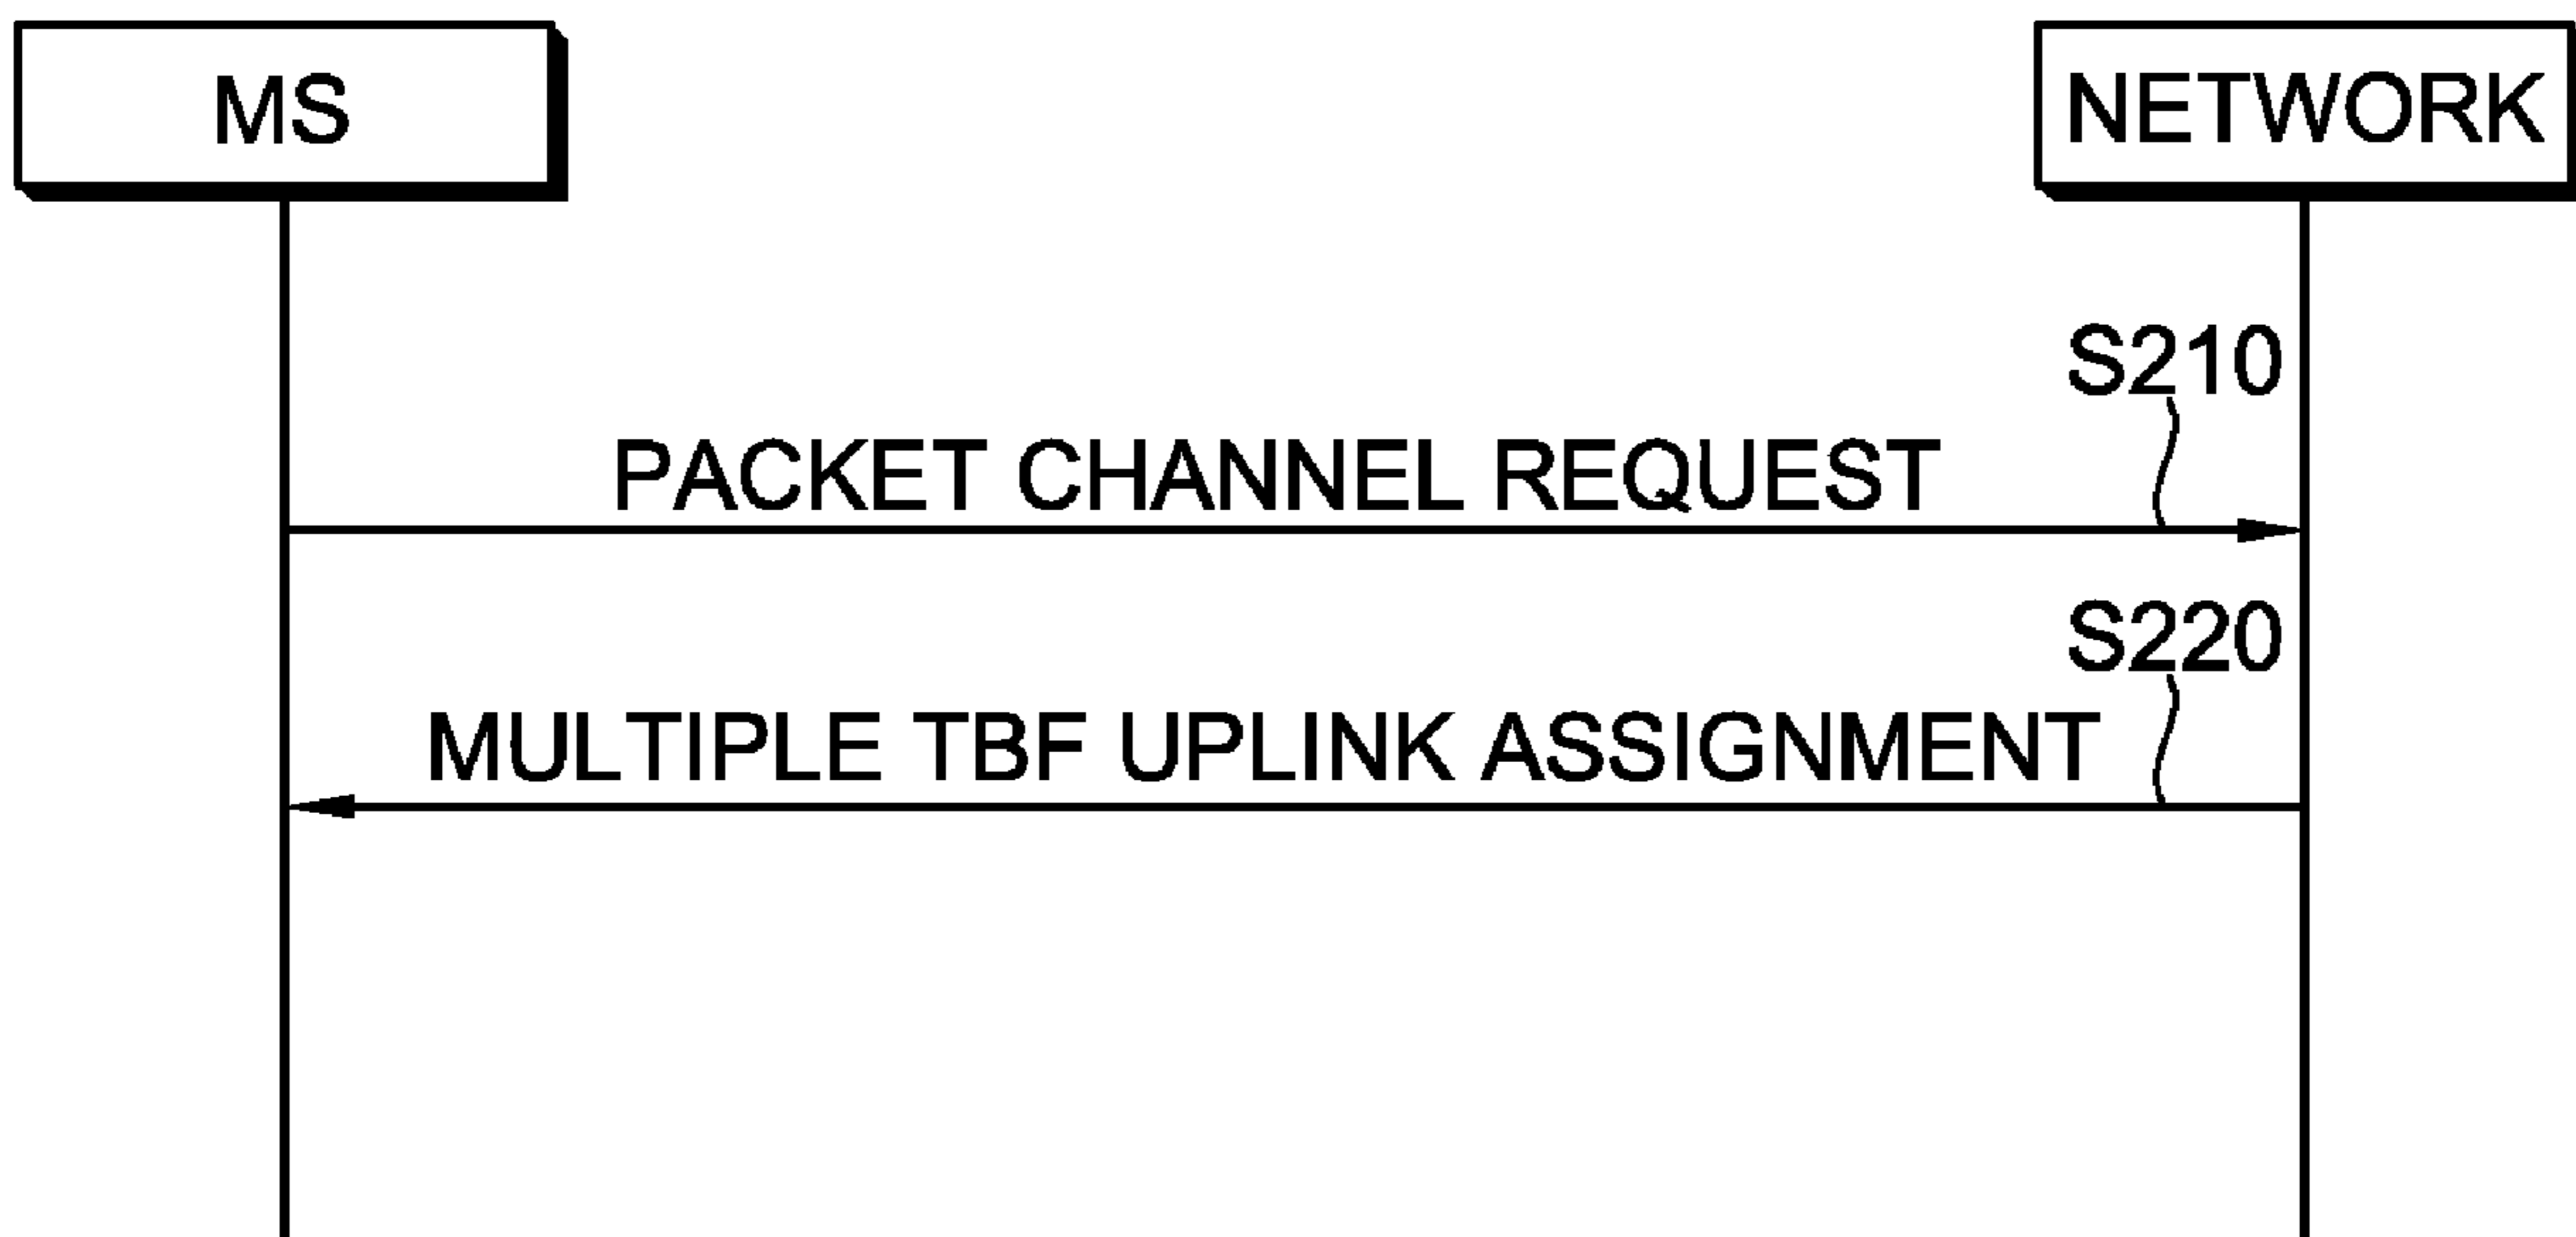 MS
NETWORK
S210
PACKET CHANNEL REQUEST
S220
MULTIPLE TBF UPLINK ASSIGNMENT